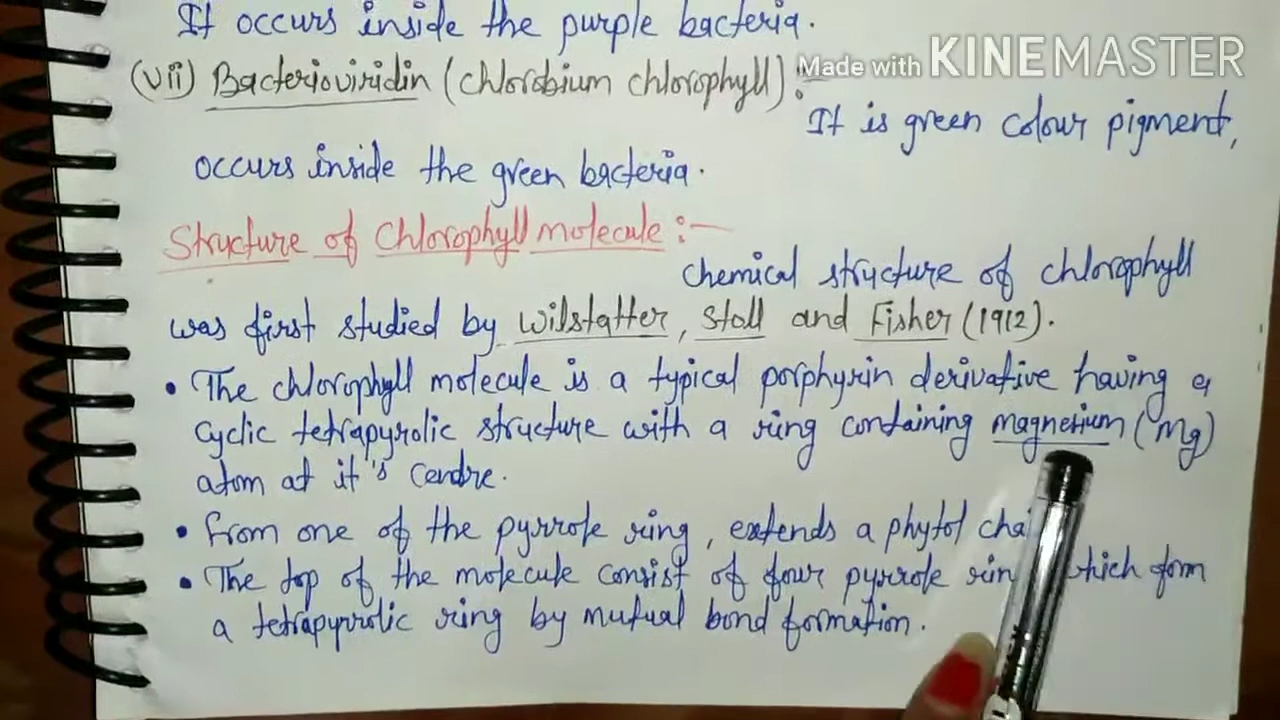 It occurs inside the purple bacteria.
Made with KINEMASTER
(vii) Bacterioviridin (chlorobium chlorophyll) :-
It is green colour pigment,
occurs inside the green bacteria.
Structure of Chlorophyll molecule :-
chemical structure of chlorophyll
was first studied by Wilstatter, Stoll and Fisher (1912).
• The chlorophyll molecule is a typical porphyrin derivative having a
cyclic tetrapyrolic structure with a ring containing magnesium (Mg)
atom at it's centre.
• From one of the pyrrole ring, extends a phytol
• The top of the molecule consist of four pyrrole which form
a tetrapyrrolic ring by mutual bond formation.